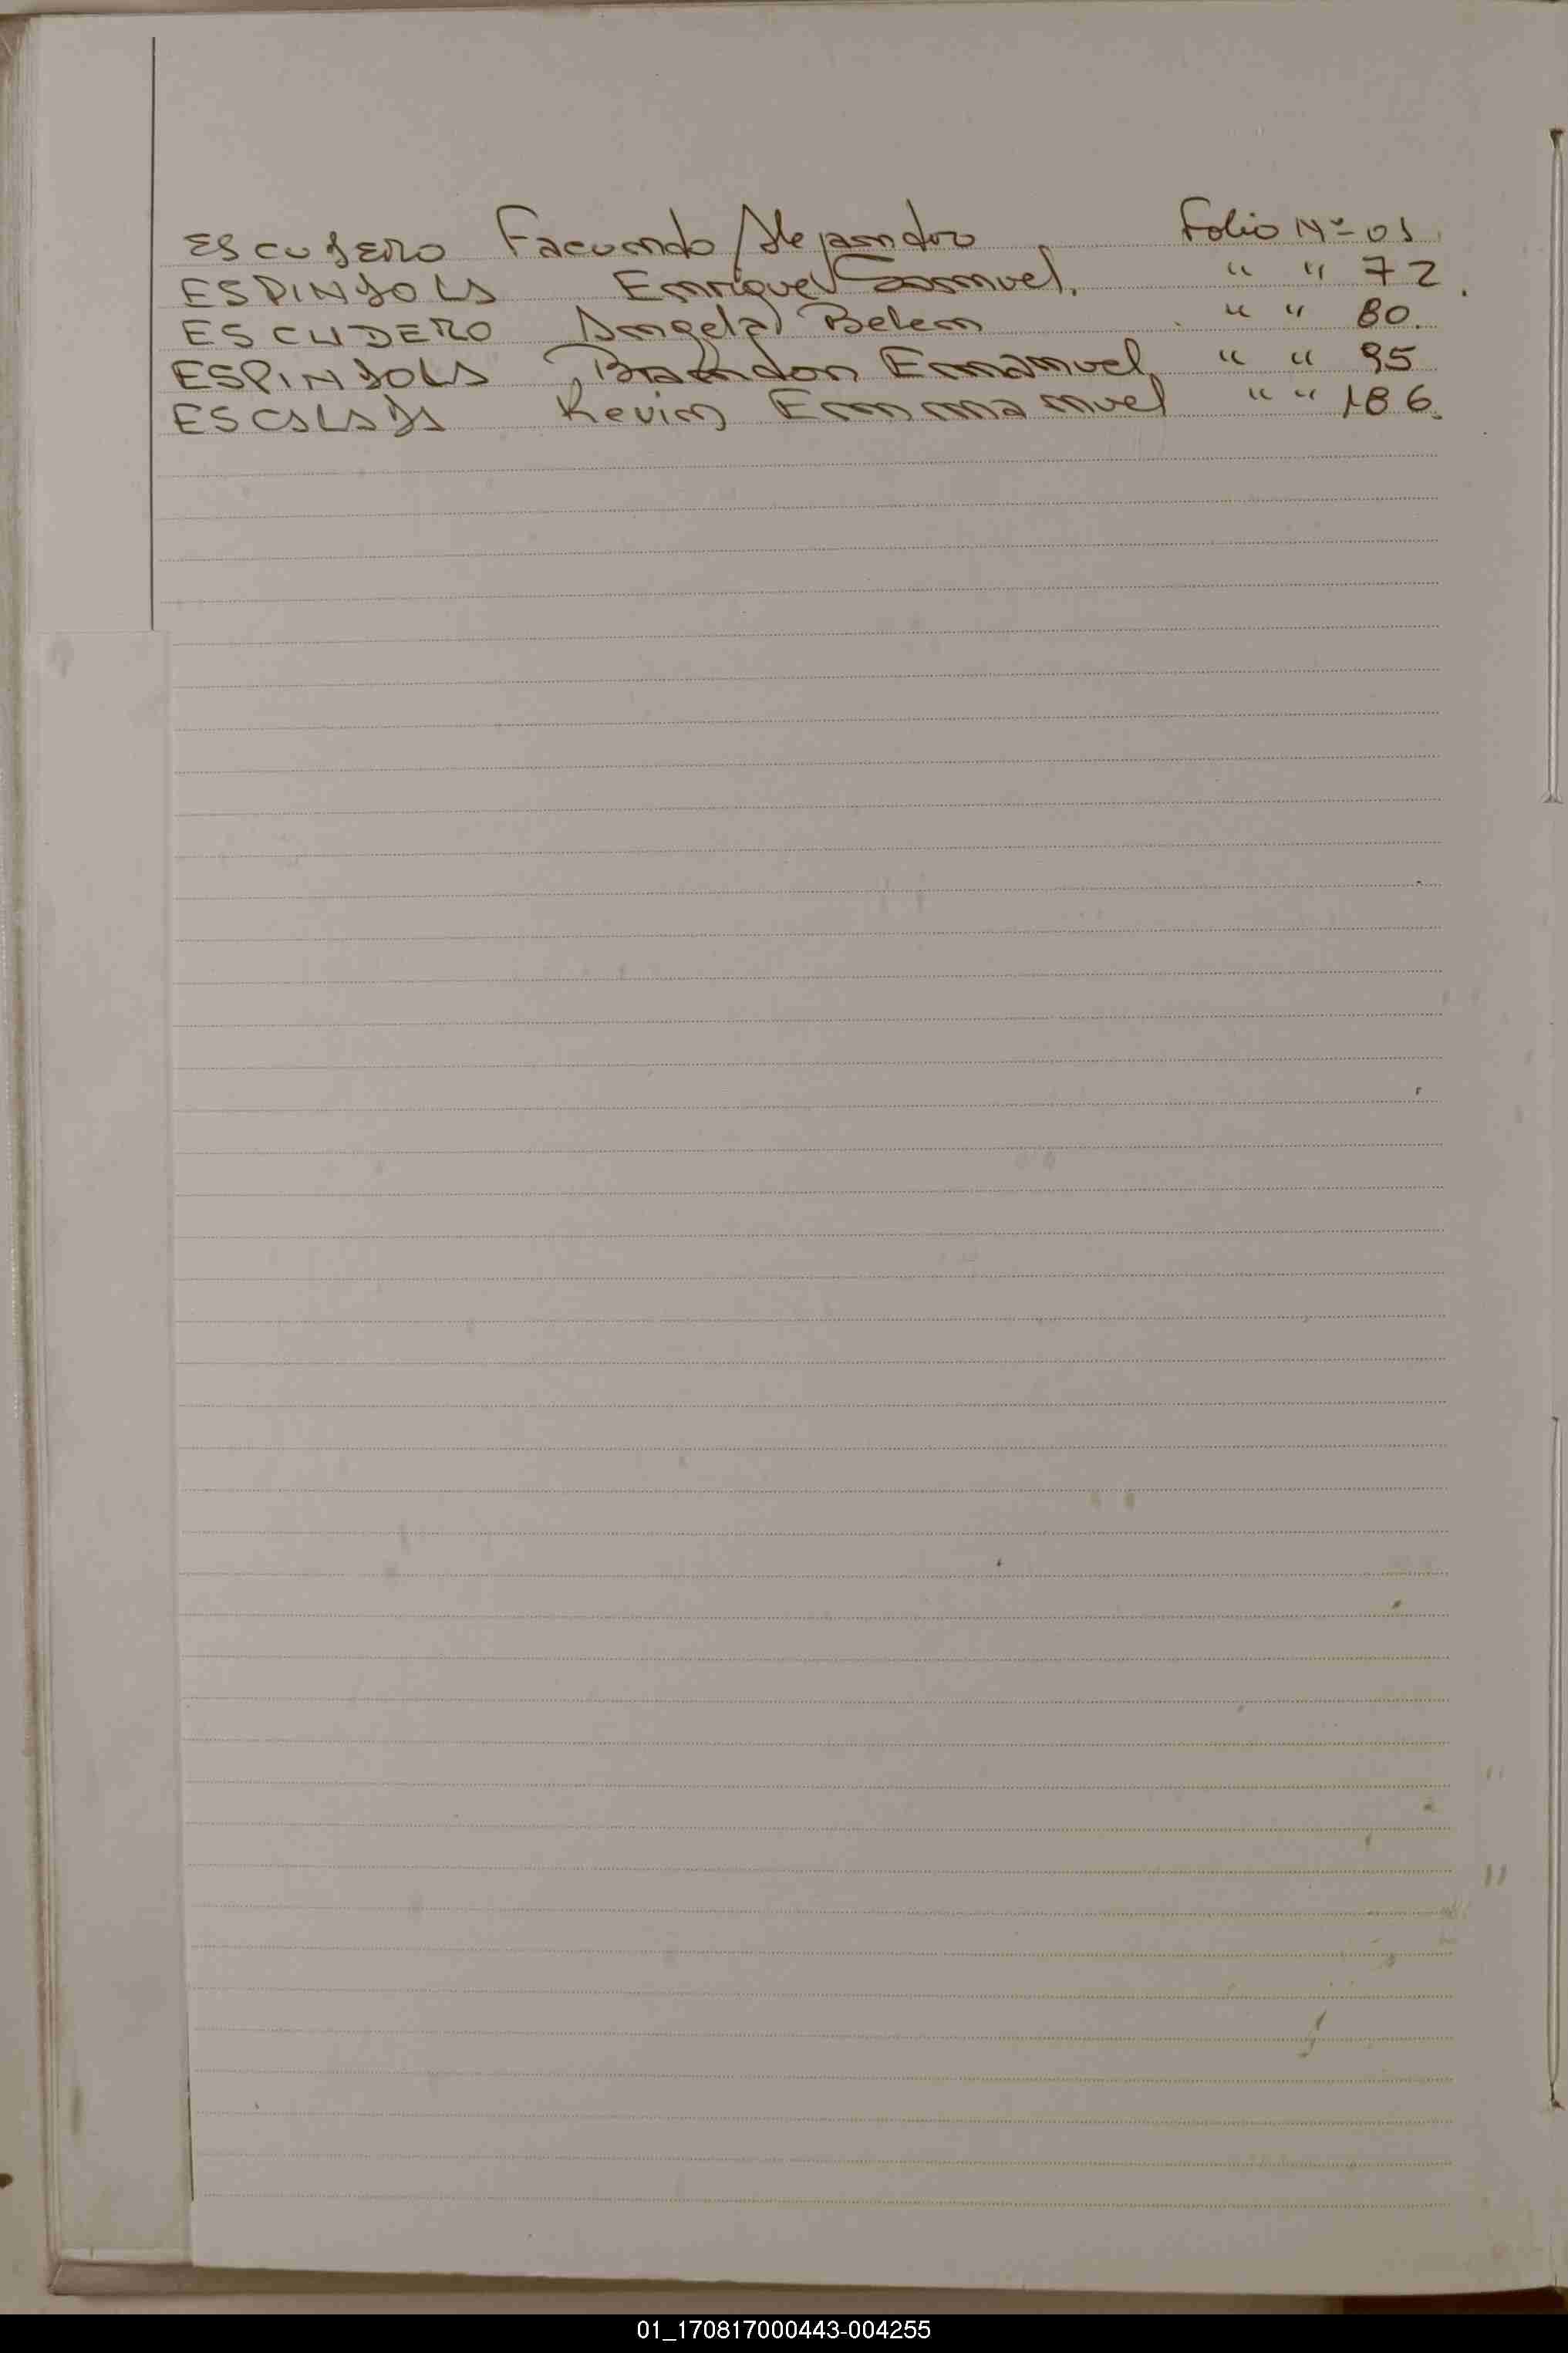 ESCUDERO Facundo Alejandro Folio Nº 01
ESPINDOLA Enrique Samuel. “ “ 72.
ESCUDERO Angela Belen “ “ 80.
ESPINDOLA, Brandon Emanuel “ “ 95
ESCALADA Kevin Emmanuel “ “ 186.
01_170817000443-004255